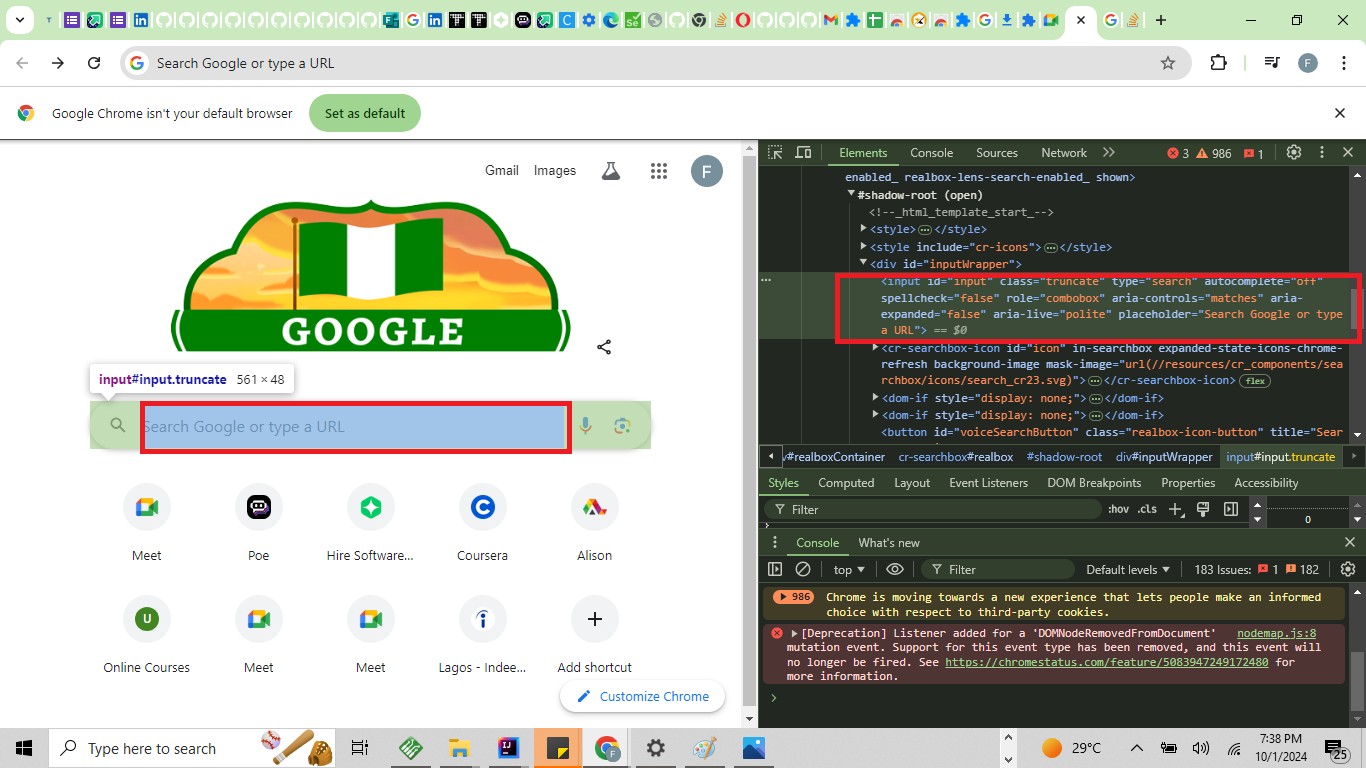 Search Google or type a URL
F
Google Chrome isn't your default browser
Set as default
Gmail
Images
F
GOOGLE
input#input.truncate 561 × 48
Search Google or type a URL
Meet
Poe
Hire Software...
Coursera
Alison
U
Online Courses
Meet
Meet
Lagos - Indee...
Add shortcut
Customize Chrome
Elements
Console
Sources
Network
3
986
1
enabled_ realbox-lens-search-enabled_ shown>
#shadow-root (open)
<!--_html_template_start_-->
<style>…</style>
<style include="cr-icons">…</style>
<div id="inputWrapper">
<input id="input" class="truncate" type="search" autocomplete="off"
spellcheck="false" role="combobox" aria-controls="matches" aria-
expanded="false" aria-live="polite" placeholder="Search Google or type
a URL"> == $0
<cr-searchbox-icon id="icon" in-searchbox expanded-state-icons-chrome-
refresh background-image mask-image="url(//resources/cr_components/sea
rchbox/icons/search_cr23.svg)">…</cr-searchbox-icon> flex
<dom-if style="display: none;">…</dom-if>
<dom-if style="display: none;">…</dom-if>
<button id="voiceSearchButton" class="realbox-icon-button" title="Sear
v#realboxContainer
cr-searchbox#realbox
#shadow-root
div#inputWrapper
input#input.truncate
Styles
Computed
Layout
Event Listeners
DOM Breakpoints
Properties
Accessibility
Filter
:hov
.cls
0
Console
What's new
top
Filter
Default levels
183 Issues:
1
182
986
Chrome is moving towards a new experience that lets people make an informed
choice with respect to third-party cookies.
[Deprecation] Listener added for a 'DOMNodeRemovedFromDocument' nodemap.js:8
mutation event. Support for this event type has been removed, and this event will
no longer be fired. See https://chromestatus.com/feature/5083947249172480 for
more information.
Type here to search
F
29°C
7:38 PM
10/1/2024
25